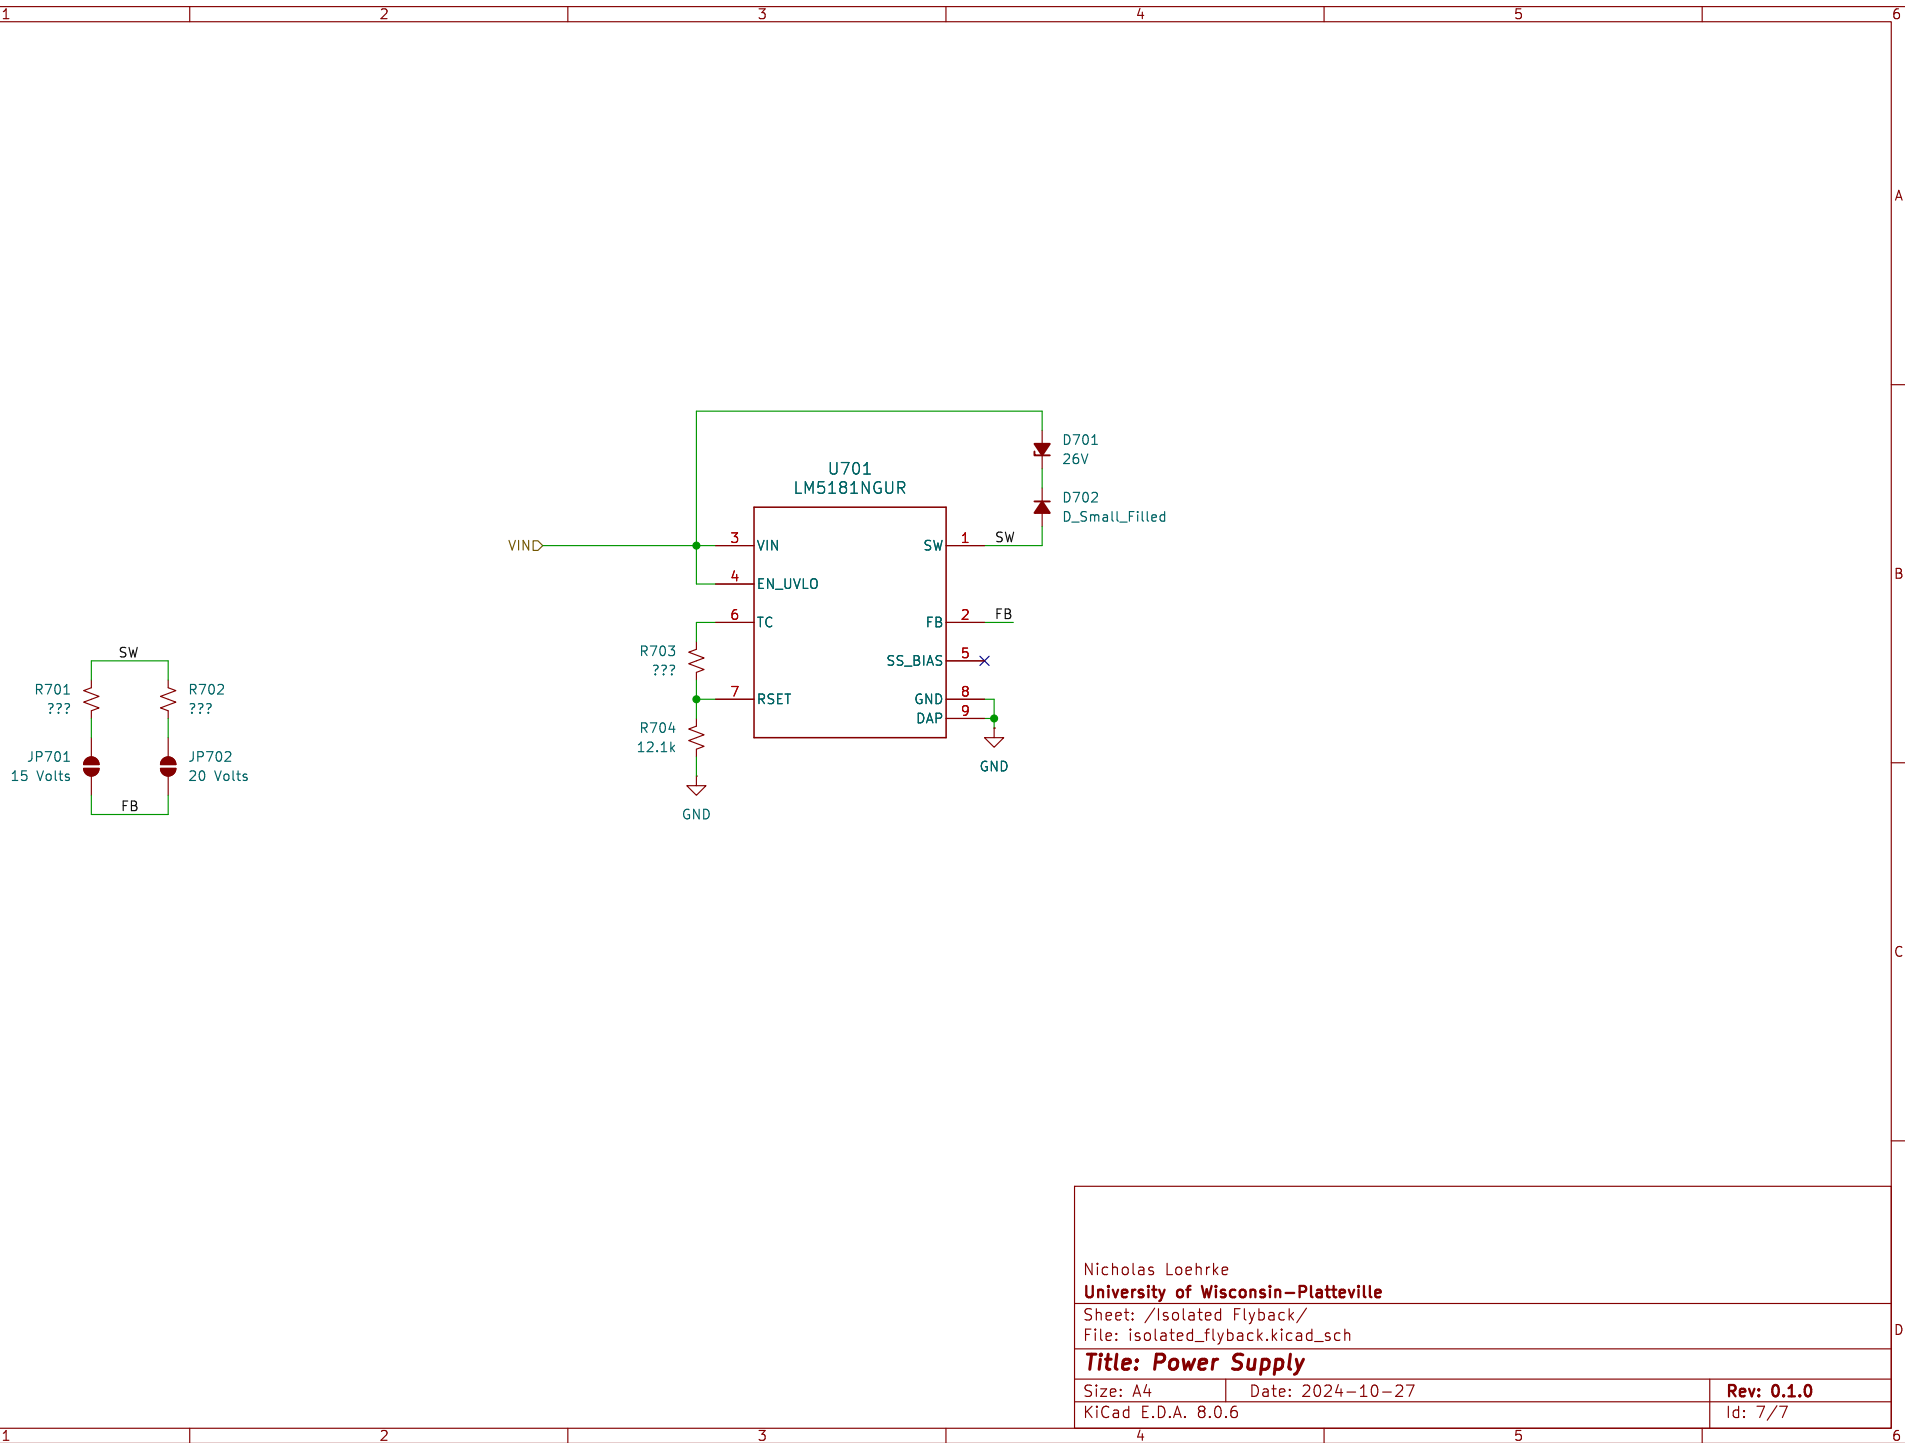 1 2 3 4 5 6
A
D701
26V
U701
LM5181NGUR
D702
D_Small_Filled
VIN
3
VIN
SW
1
SW
4
EN_UVLO
B
6
TC
FB
2
FB
R703
???
SS_BIAS
5
SW
R701
???
R702
???
7
RSET
GND
8
DAP
9
R704
12.1k
JP701
15 Volts
JP702
20 Volts
GND
FB
GND
C
Nicholas Loehrke
University of Wisconsin-Platteville
Sheet: /Isolated Flyback/
File: isolated_flyback.kicad_sch
D
Title: Power Supply
Size: A4
Date: 2024-10-27
Rev: 0.1.0
KiCad E.D.A. 8.0.6
Id: 7/7
1 2 3 4 5 6